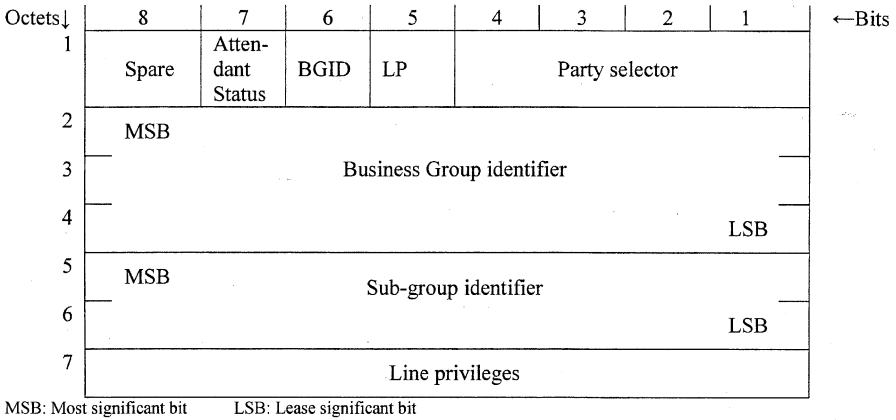 Octets↓ 8 7 6 5 4 3 2 1 ←Bits
1 Spare Atten-
dant
Status BGID LP Party selector
2 MSB
3 Business Group identifier
4 LSB
5 MSB
Sub-group identifier
6 LSB
7 Line privileges
MSB: Most significant bit LSB: Lease significant bit